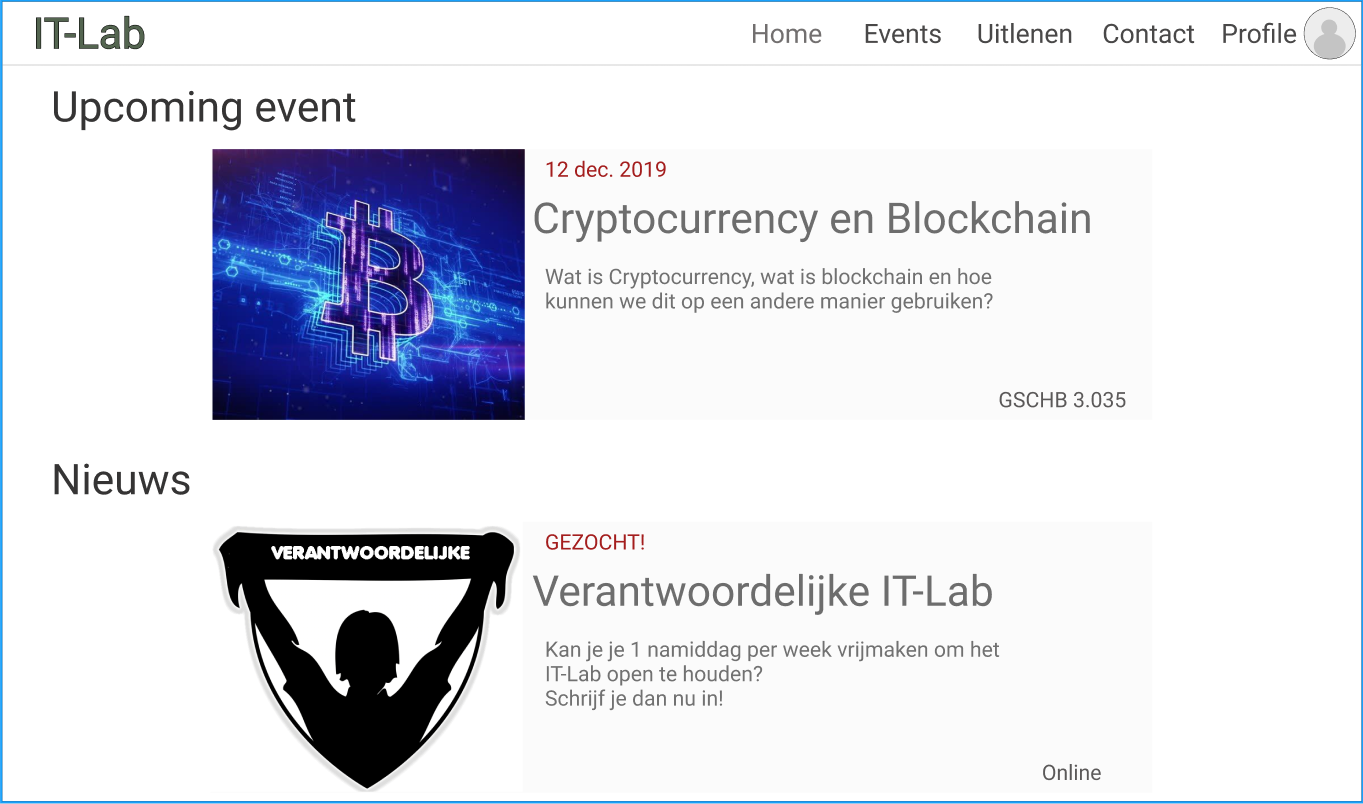 IT-Lab
Home Events Uitlenen Contact Profile
Upcoming event
12 dec. 2019
Cryptocurrency en Blockchain
Wat is Cryptocurrency, wat is blockchain en hoe
kunnen we dit op een andere manier gebruiken?
GSCHB 3.035
Nieuws
VERANTWOORDELIJKE
GEZOCHT!
Verantwoordelijke IT-Lab
Kan je je 1 namiddag per week vrijmaken om het
IT-Lab open te houden?
Schrijf je dan nu in!
Online